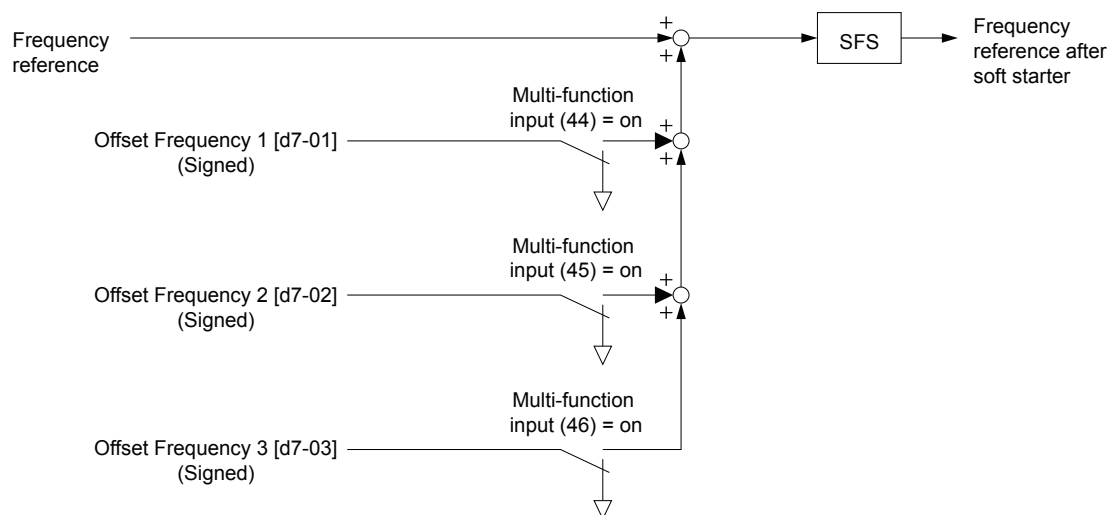 Frequency
reference
+
+
SFS
Frequency
reference after
soft starter
Multi-function
input (44) = on
Offset Frequency 1 [d7-01]
(Signed)
+
+
Multi-function
input (45) = on
Offset Frequency 2 [d7-02]
(Signed)
+
+
Multi-function
input (46) = on
Offset Frequency 3 [d7-03]
(Signed)